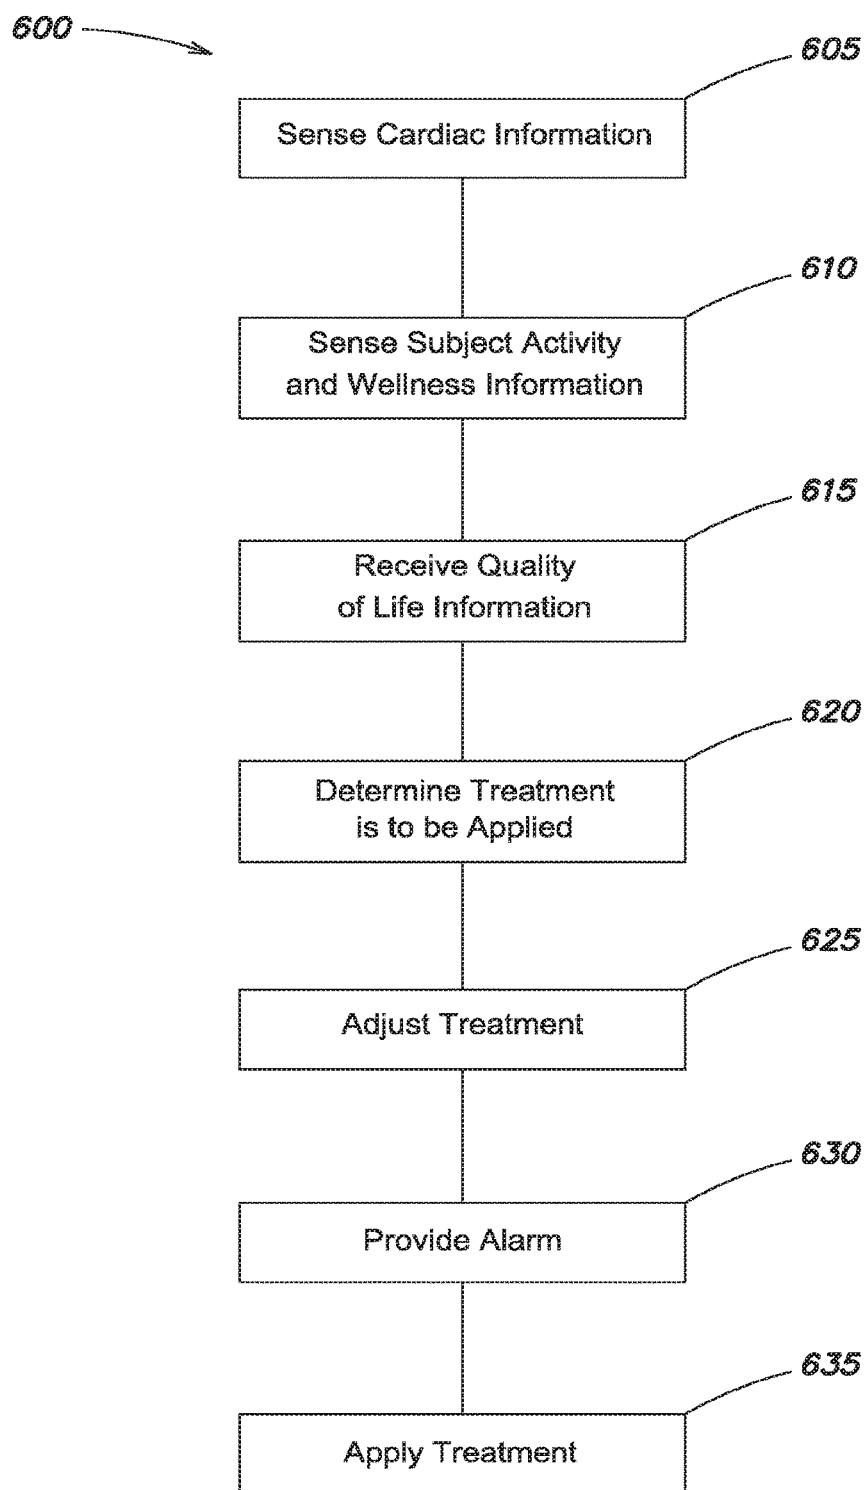 600
605
Sense Cardiac Information
610
Sense Subject Activity
and Wellness Information
615
Receive Quality
of Life Information
620
Determine Treatment
is to be Applied
625
Adjust Treatment
630
Provide Alarm
635
Apply Treatment